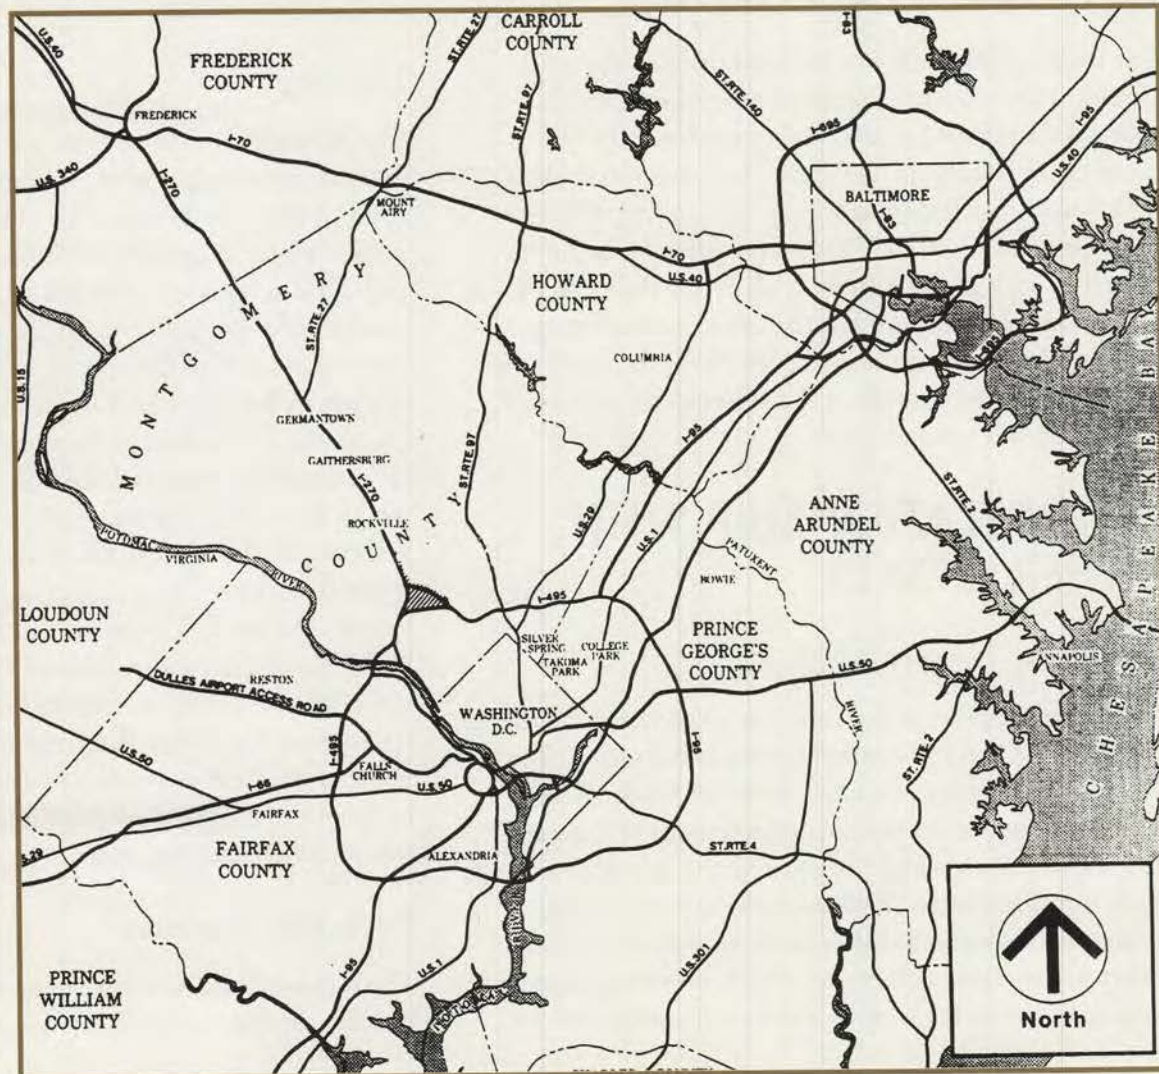 CARROLL
COUNTY
FREDERICK
COUNTY
U.S.40
ST.RTE.27
ST.RTE.97
I-83
ST.RTE.140
I-695
I-95
U.S.40
FREDERICK
I-70
U.S. 340
I-270
MOUNT
AIRY
BALTIMORE
I-83
I-70
U.S.40
HOWARD
COUNTY
MONTGOMERY
COUNTY
ST.RTE.27
COLUMBIA
I-695
U.S.15
GERMANTOWN
GAITHERSBURG
I-270
ROCKVILLE
ST.RTE.97
I-95
U.S.29
U.S.1
ST.RTE.2
ANNE
ARUNDEL
COUNTY
CHESAPEAKE BAY
POTOMAC
RIVER
VIRGINIA
PATUXENT
RIVER
BOWIE
LOUDOUN
COUNTY
I-495
SILVER
SPRING
COLLEGE
PARK
TAKOMA
PARK
PRINCE
GEORGE'S
COUNTY
U.S.50
ANNAPOLIS
RESTON
DULLES AIRPORT ACCESS ROAD
WASHINGTON
D.C.
U.S.50
I-495
FALLS
CHURCH
I-66
U.S.50
I-95
ST.RTE.2
FAIRFAX
FAIRFAX
COUNTY
ALEXANDRIA
ST.RTE.4
PRINCE
WILLIAM
COUNTY
I-95
U.S.1
POTOMAC
RIVER
U.S.301
North